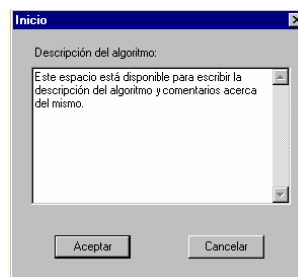 Inicio
Descripción del algoritmo:
Este espacio está disponible para escribir la
descripción del algoritmo y comentarios acerca
del mismo.
Aceptar
Cancelar